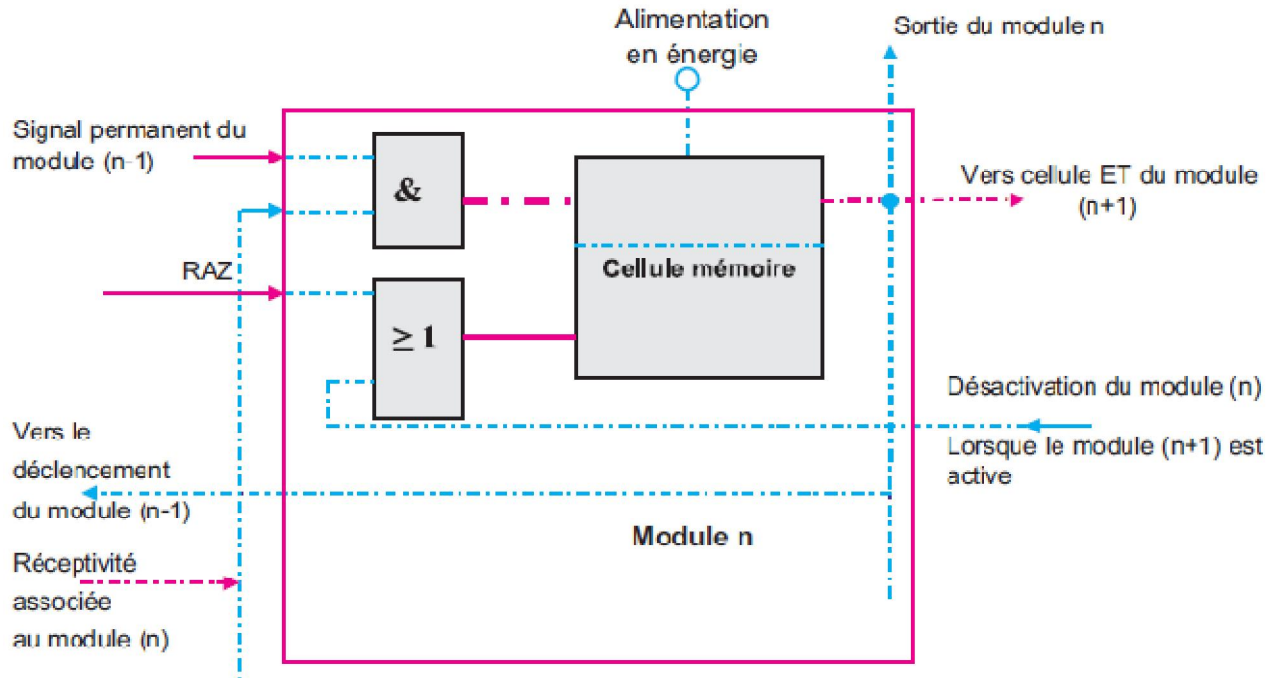 Alimentation
en énergie
Sortie du module n
Signal permanent du
module (n-1)
&
Vers cellule ET du module
(n+1)
RAZ
Cellule mémoire
≥ 1
Désactivation du module (n)
Lorsque le module (n+1) est
active
Vers le
déclencement
du module (n-1)
Module n
Réceptivité
associée
au module (n)